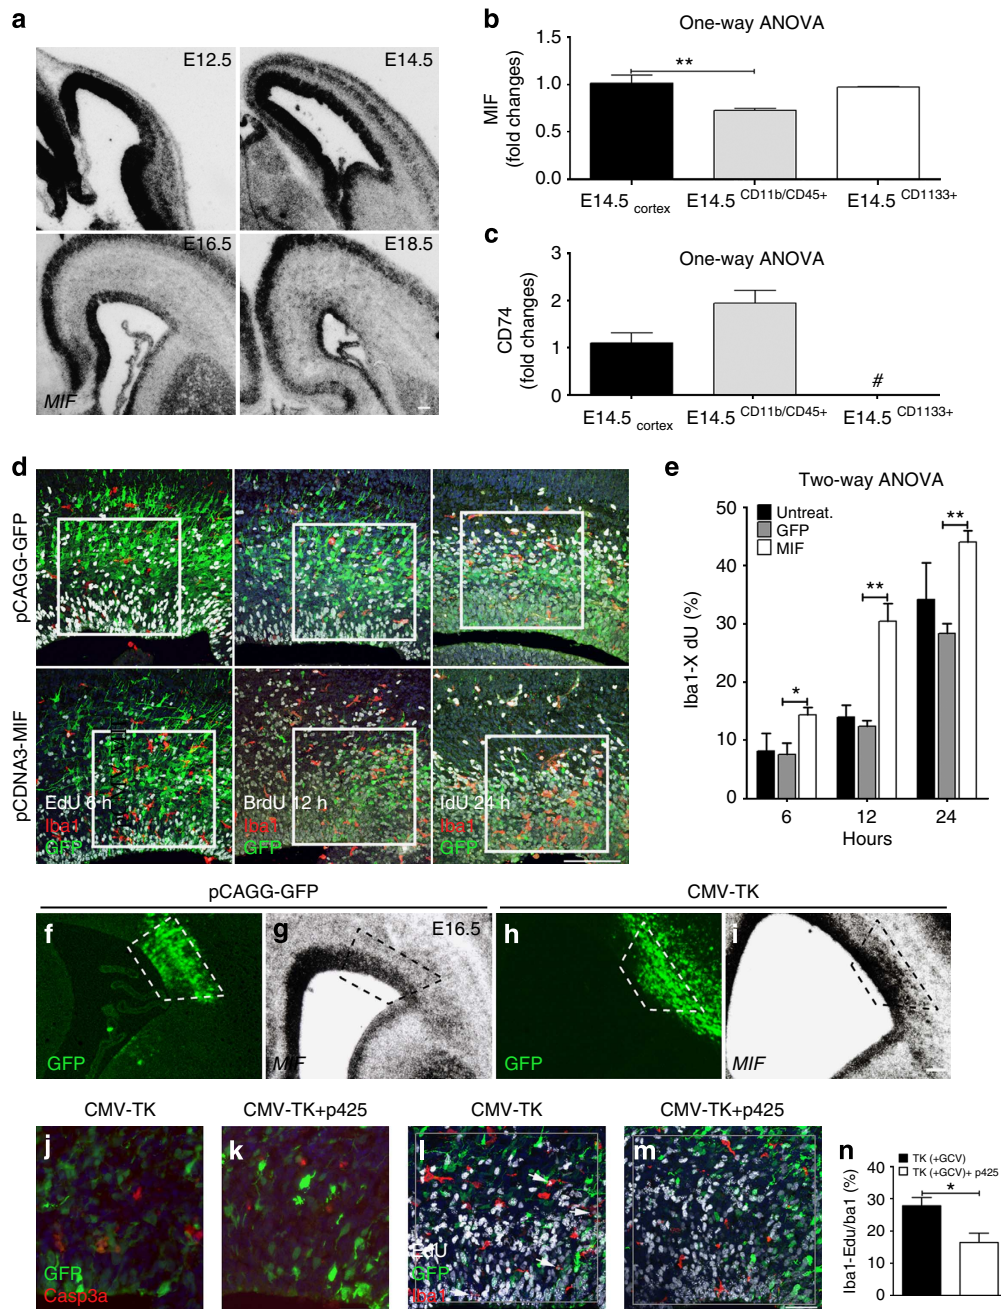 a
E12.5
E14.5
E16.5
E18.5
MIF
b
One-way ANOVA
MIF
(fold changes)
1.5
1.0
0.5
0.0
**
E14.5 cortex
E14.5 CD11b/CD45+
E14.5 CD1133+
c
One-way ANOVA
CD74
(fold changes)
3
2
1
0
#
E14.5 cortex
E14.5 CD11b/CD45+
E14.5 CD1133+
d
pCAGG-GFP
pCDNA3-MIF
EdU 6 h
Iba1
GFP
BrdU 12 h
Iba1
GFP
IdU 24 h
Iba1
GFP
e
Two-way ANOVA
Untreat.
GFP
MIF
Iba1-X dU (%)
50
40
30
20
10
0
*
**
**
6
12
24
Hours
pCAGG-GFP
CMV-TK
f
GFP
g
E16.5
MIF
h
GFP
i
MIF
CMV-TK
CMV-TK+p425
CMV-TK
CMV-TK+p425
j
GFP
Casp3a
k
l
EdU
GFP
Iba1
m
n
TK (+GCV)
TK (+GCV)+ p425
Iba1-Edu/ba1 (%)
40
30
20
10
0
*